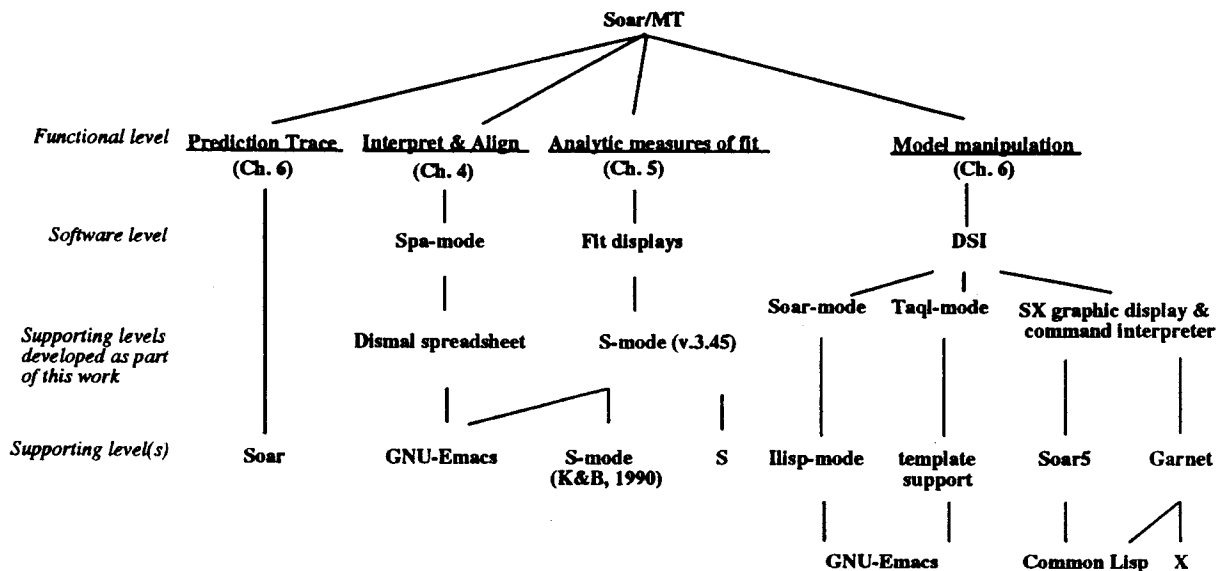 Soar/MT
Functional level
Prediction Trace
(Ch. 6)
Interpret & Align
(Ch. 4)
Analytic measures of fit
(Ch. 5)
Model manipulation
(Ch. 6)
Software level
Spa-mode
Fit displays
DSI
Supporting levels
developed as part
of this work
Dismal spreadsheet
S-mode (v.3.45)
Soar-mode
Taql-mode
SX graphic display &
command interpreter
Supporting level(s)
Soar
GNU-Emacs
S-mode
(K&B, 1990)
S
Ilisp-mode
template
support
Soar5
Garnet
GNU-Emacs
Common Lisp
X